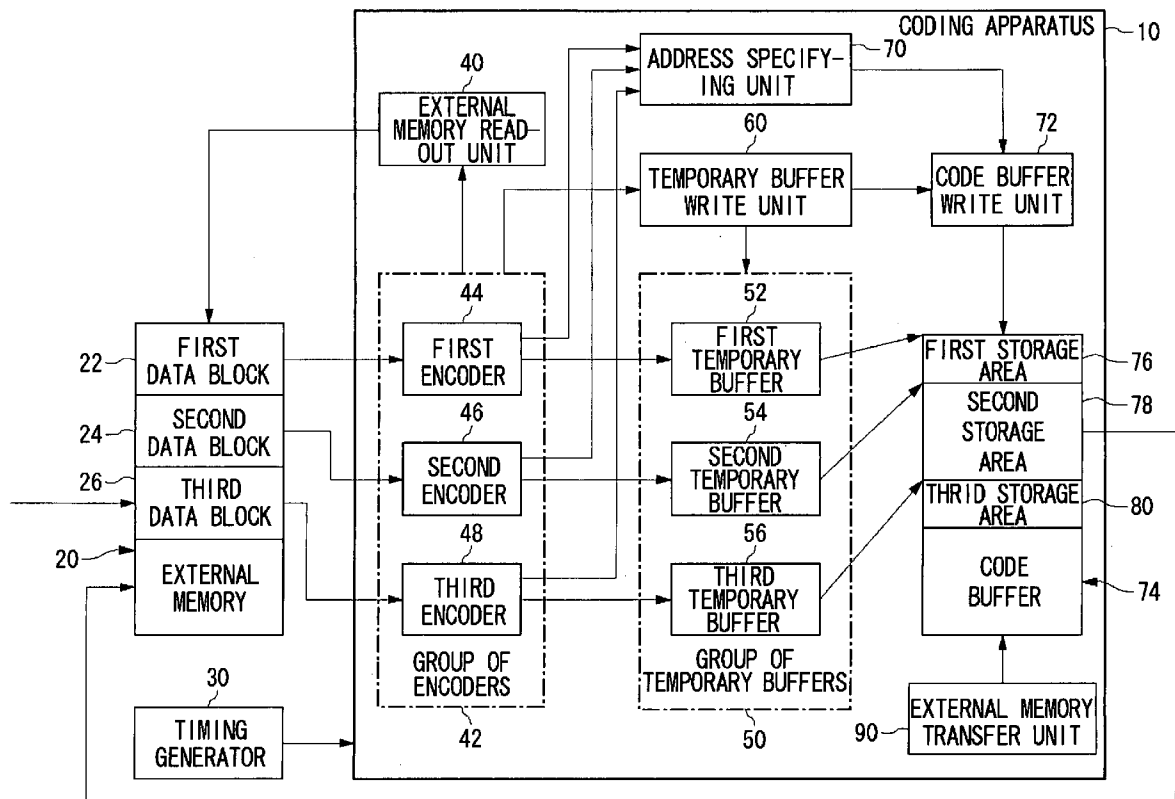 CODING APPARATUS
10
70
ADDRESS SPECIFY-
ING UNIT
40
EXTERNAL
MEMORY READ-
OUT UNIT
60
TEMPORARY BUFFER
WRITE UNIT
72
CODE BUFFER
WRITE UNIT
44
FIRST
ENCODER
52
FIRST
TEMPORARY
BUFFER
22
FIRST
DATA BLOCK
FIRST STORAGE
AREA
76
24
SECOND
DATA BLOCK
46
SECOND
ENCODER
54
SECOND
TEMPORARY
BUFFER
SECOND
STORAGE
AREA
78
26
THIRD
DATA BLOCK
THRID STORAGE
AREA
80
20
EXTERNAL
MEMORY
48
THIRD
ENCODER
56
THIRD
TEMPORARY
BUFFER
CODE
BUFFER
74
GROUP OF
ENCODERS
42
GROUP OF
TEMPORARY BUFFERS
50
30
TIMING
GENERATOR
90
EXTERNAL MEMORY
TRANSFER UNIT